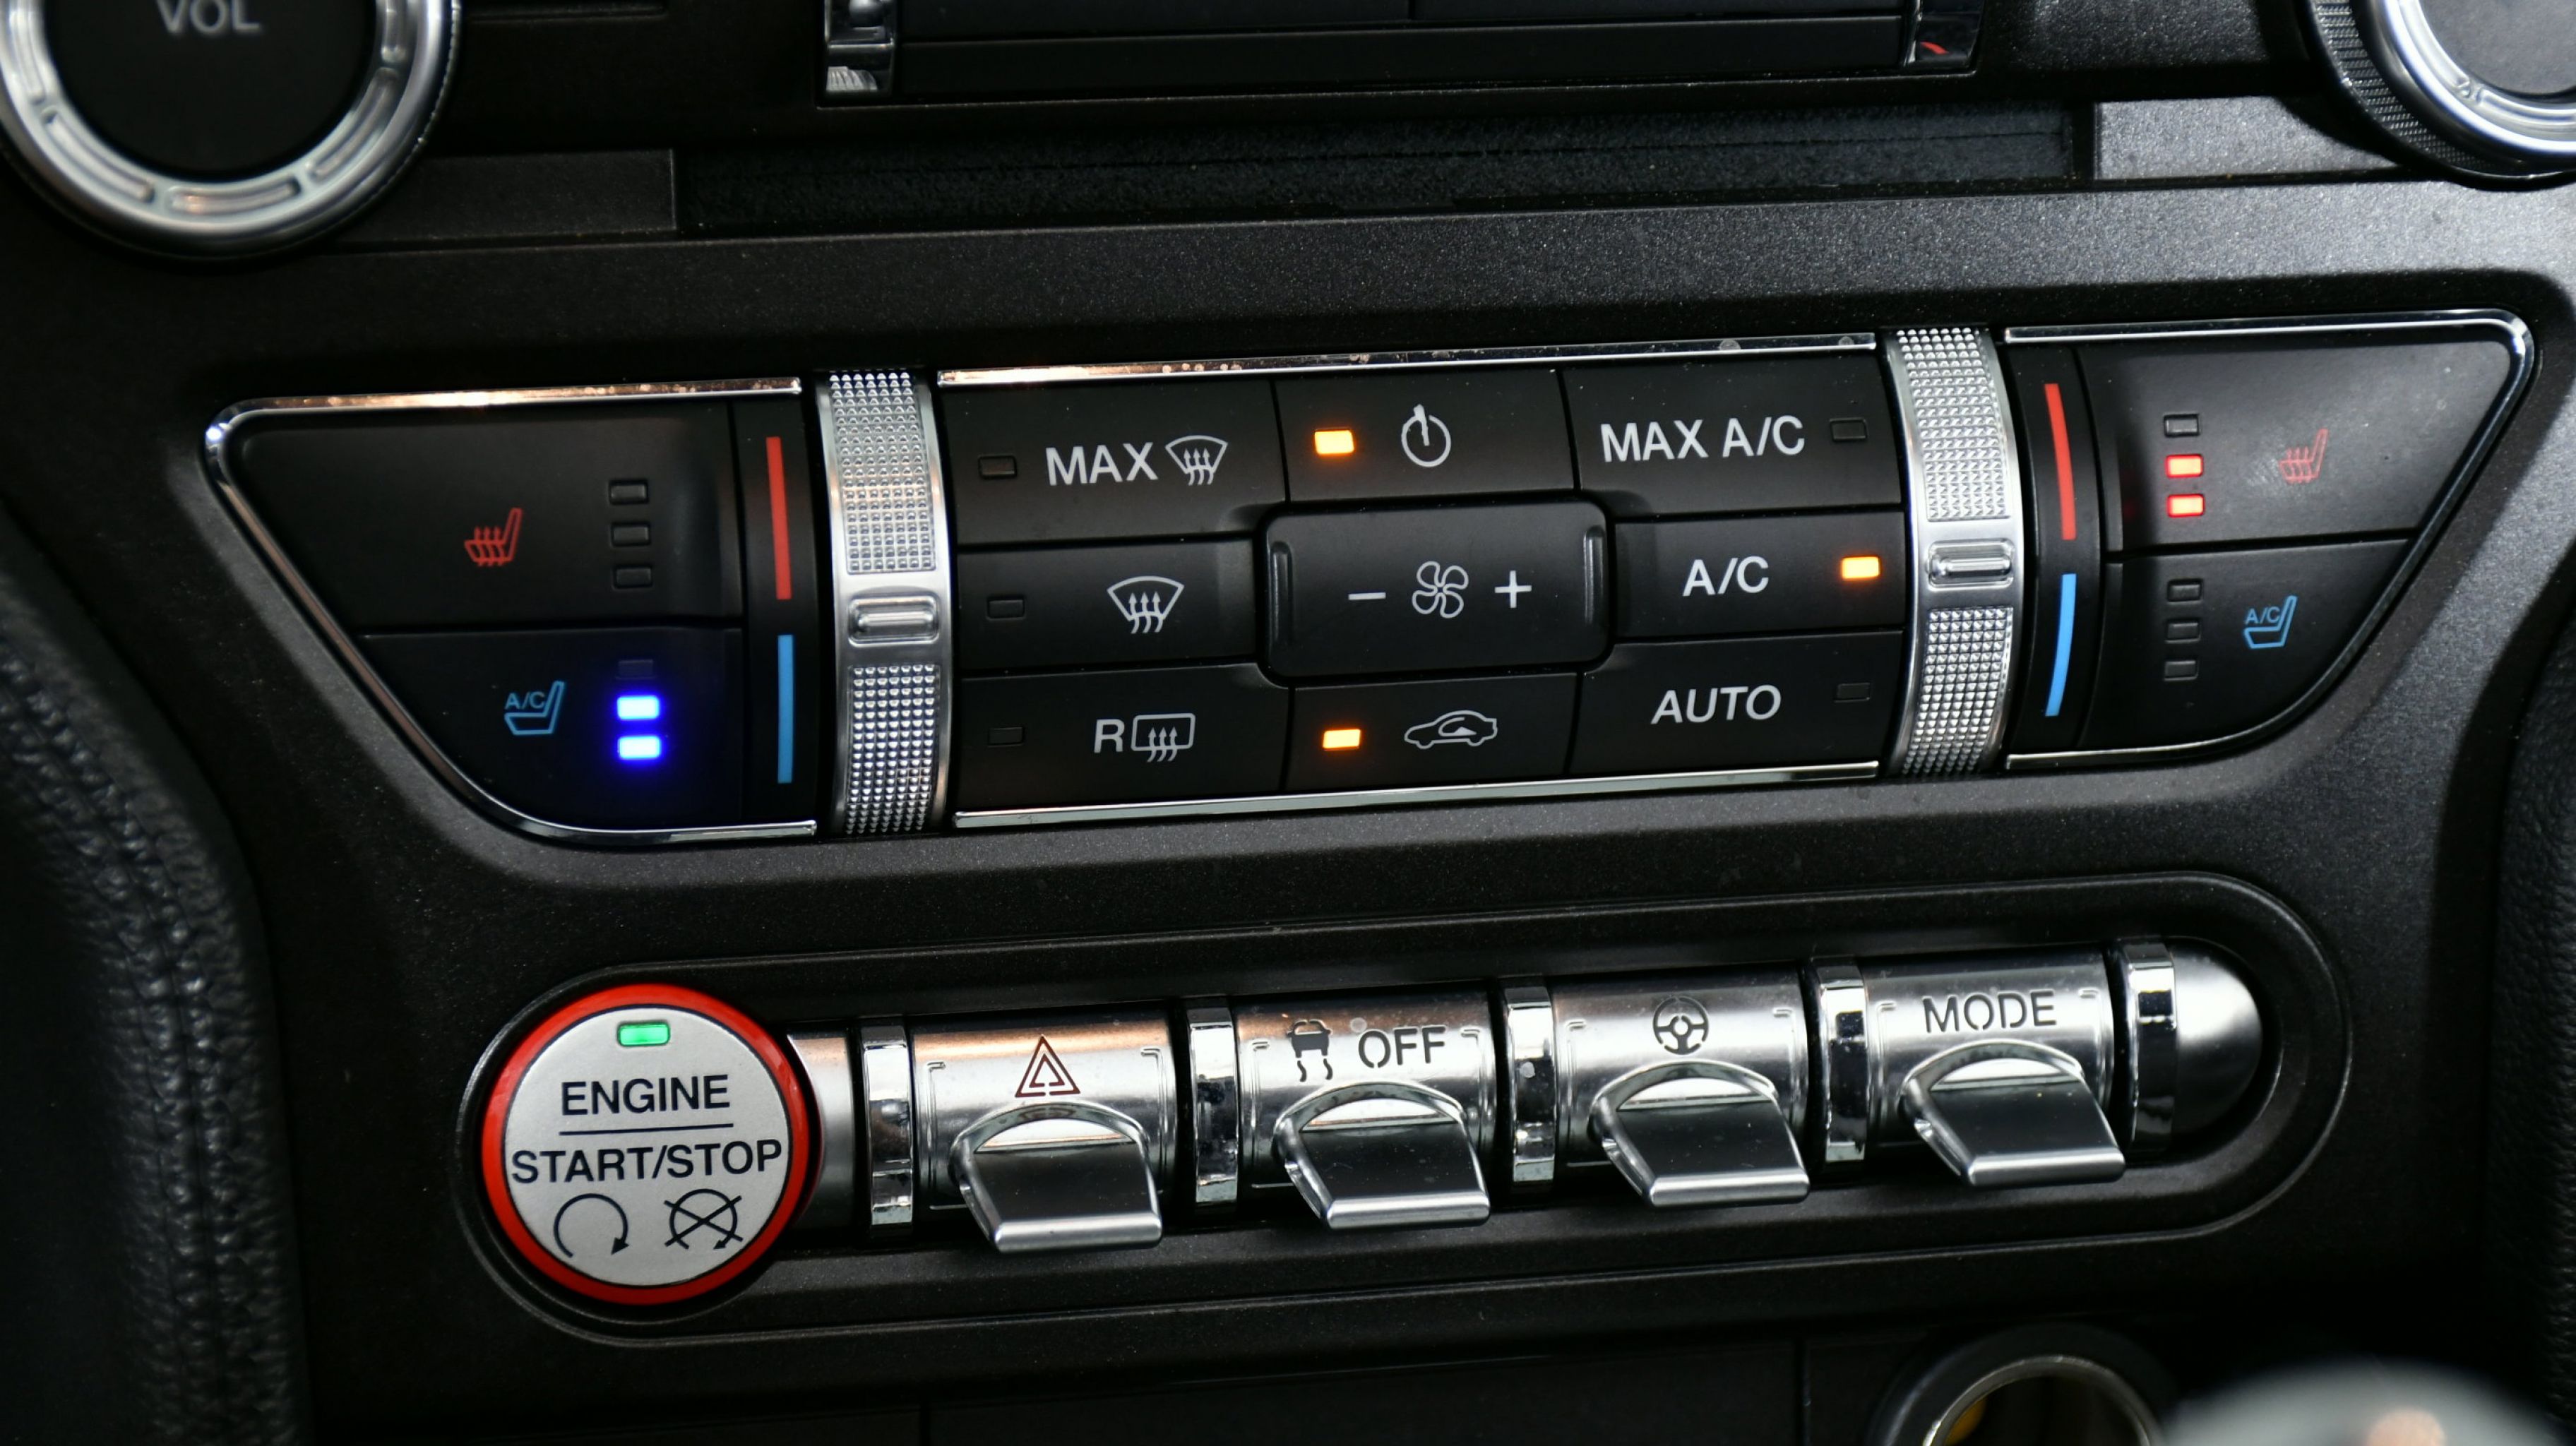 VOL
MAX
MAX A/C
- +
A/C
A/C
A/C
R
AUTO
ENGINE
START/STOP
OFF
MODE